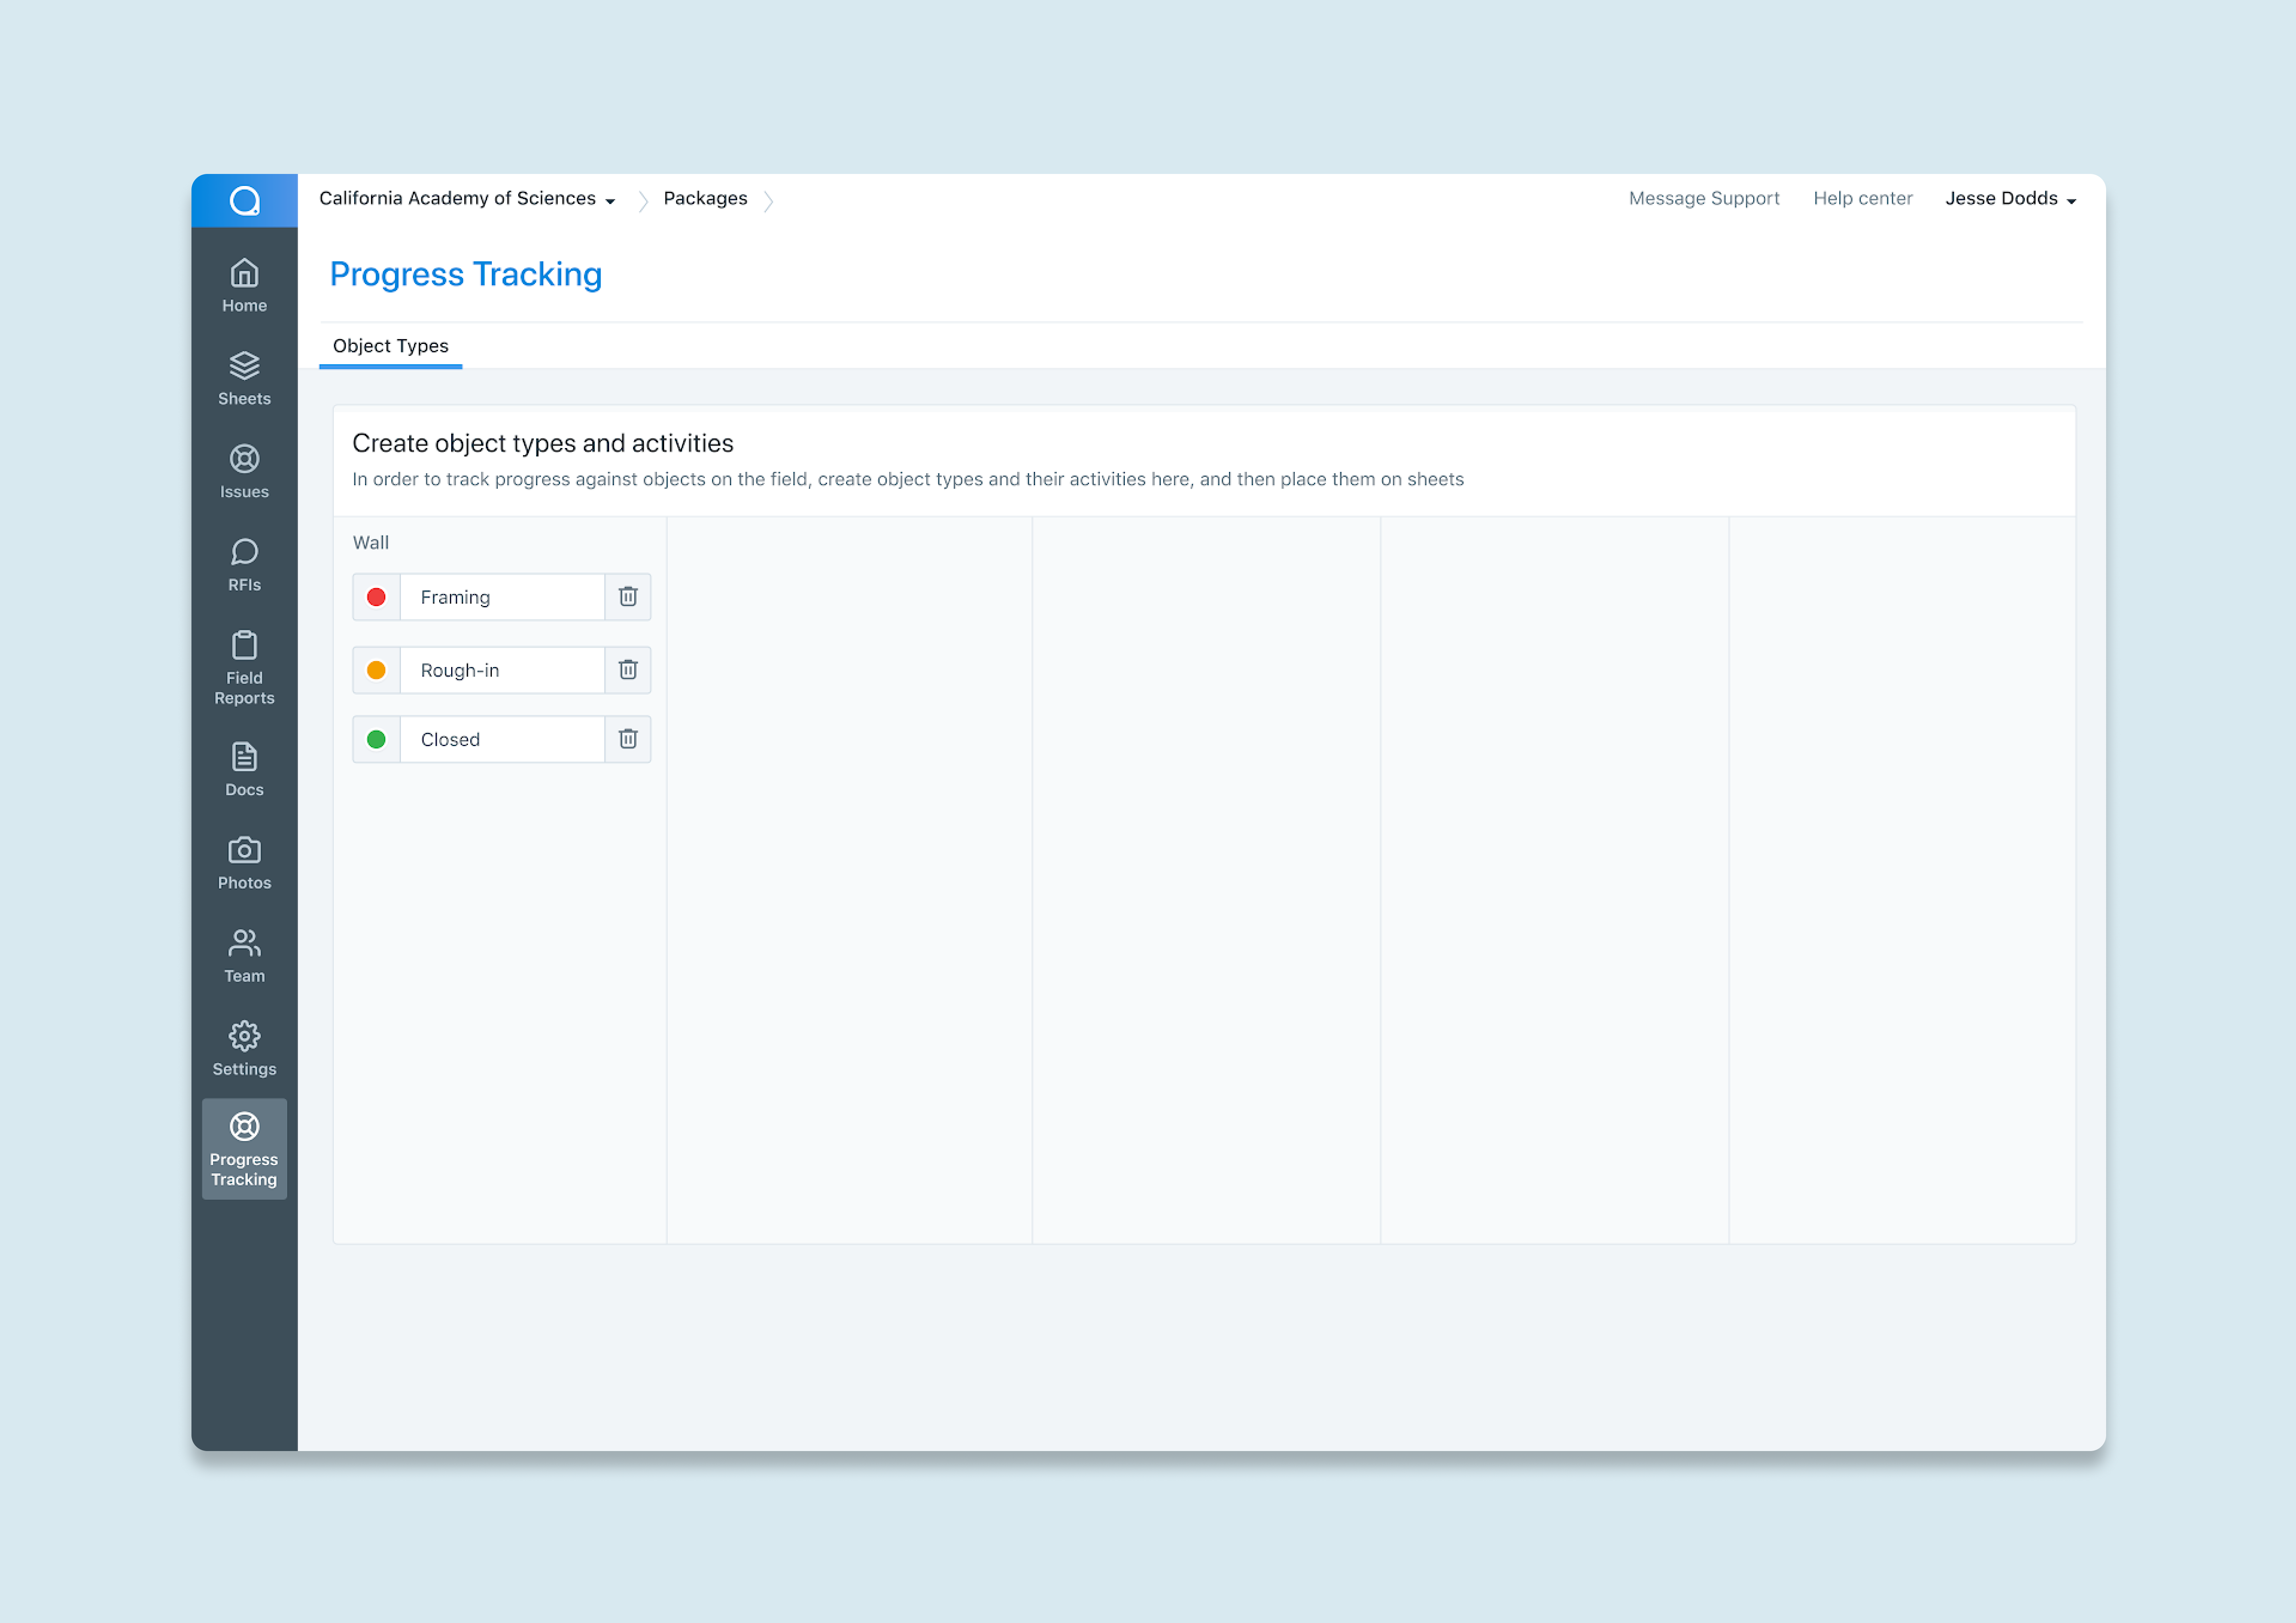 California Academy of Sciences
Packages
Message Support
Help center
Jesse Dodds
Home
Sheets
Issues
RFIs
Field
Reports
Docs
Photos
Team
Settings
Progress
Tracking
Progress Tracking
Object Types
Create object types and activities
In order to track progress against objects on the field, create object types and their activities here, and then place them on sheets
Wall
Framing
Rough-in
Closed